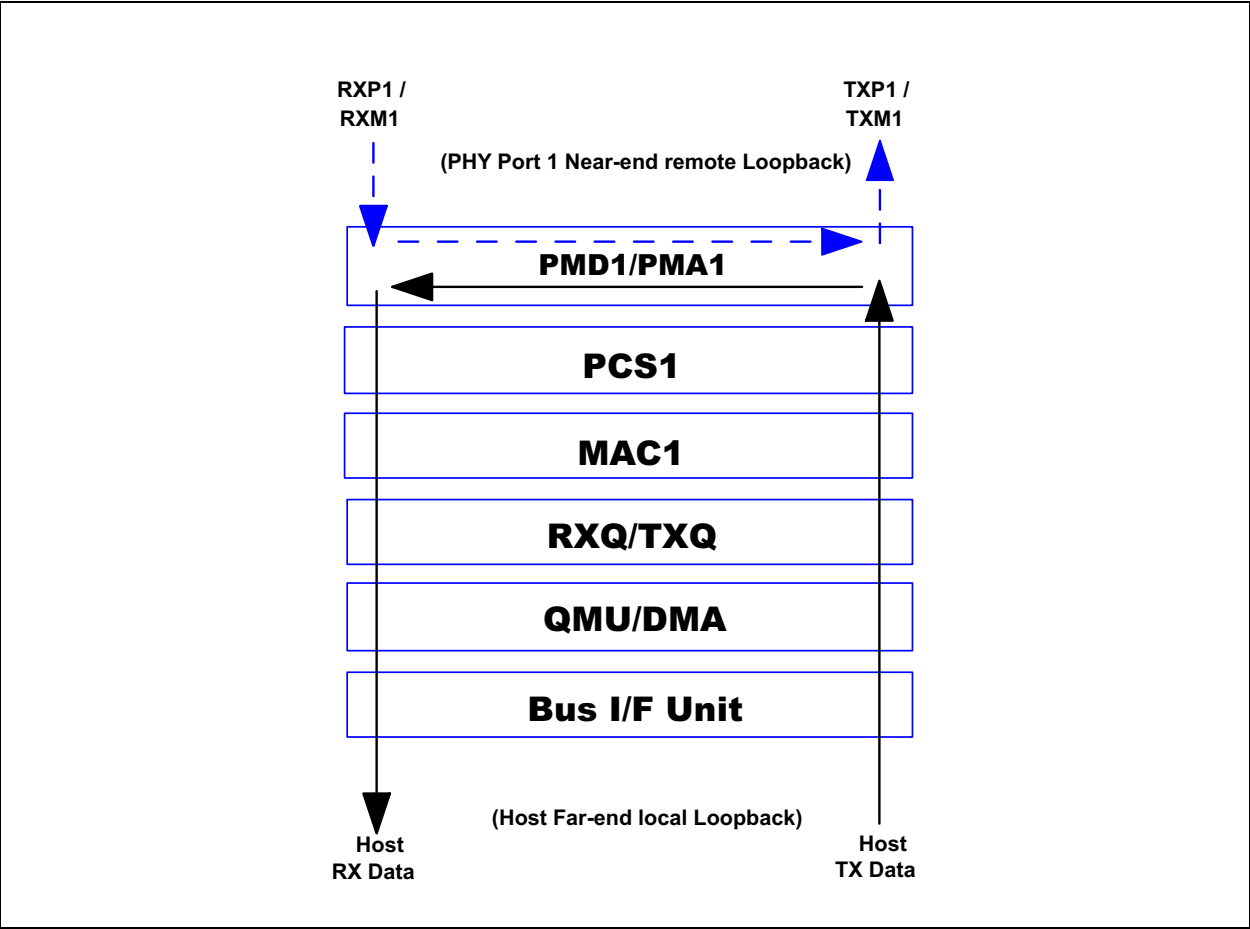 RXP1 /
RXM1
TXP1 /
TXM1
(PHY Port 1 Near-end remote Loopback)
PMD1/PMA1
PCS1
MAC1
RXQ/TXQ
QMU/DMA
Bus I/F Unit
(Host Far-end local Loopback)
Host
RX Data
Host
TX Data